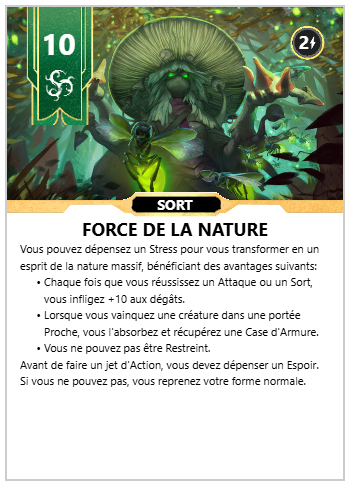 10
2
SORT
FORCE DE LA NATURE
Vous pouvez dépensez un Stress pour vous transformer en un
esprit de la nature massif, bénéficiant des avantages suivants:
• Chaque fois que vous réussissez un Attaque ou un Sort,
vous infligez +10 aux dégâts.
• Lorsque vous vainquez une créature dans une portée
Proche, vous l'absorbez et récupérez une Case d'Armure.
• Vous ne pouvez pas être Restreint.
Avant de faire un jet d'Action, vous devez dépenser un Espoir.
Si vous ne pouvez pas, vous reprenez votre forme normale.